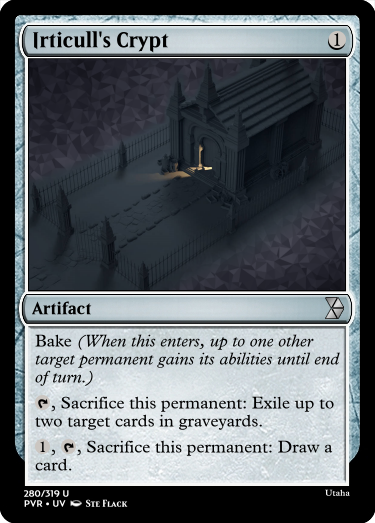 Irticull's Crypt 1
Artifact
Bake (When this enters, up to one other
target permanent gains its abilities until end
of turn.)
, Sacrifice this permanent: Exile up to
two target cards in graveyards.
1, , Sacrifice this permanent: Draw a
card.
280/319 U Utaha
PVR • UV Ste Flack